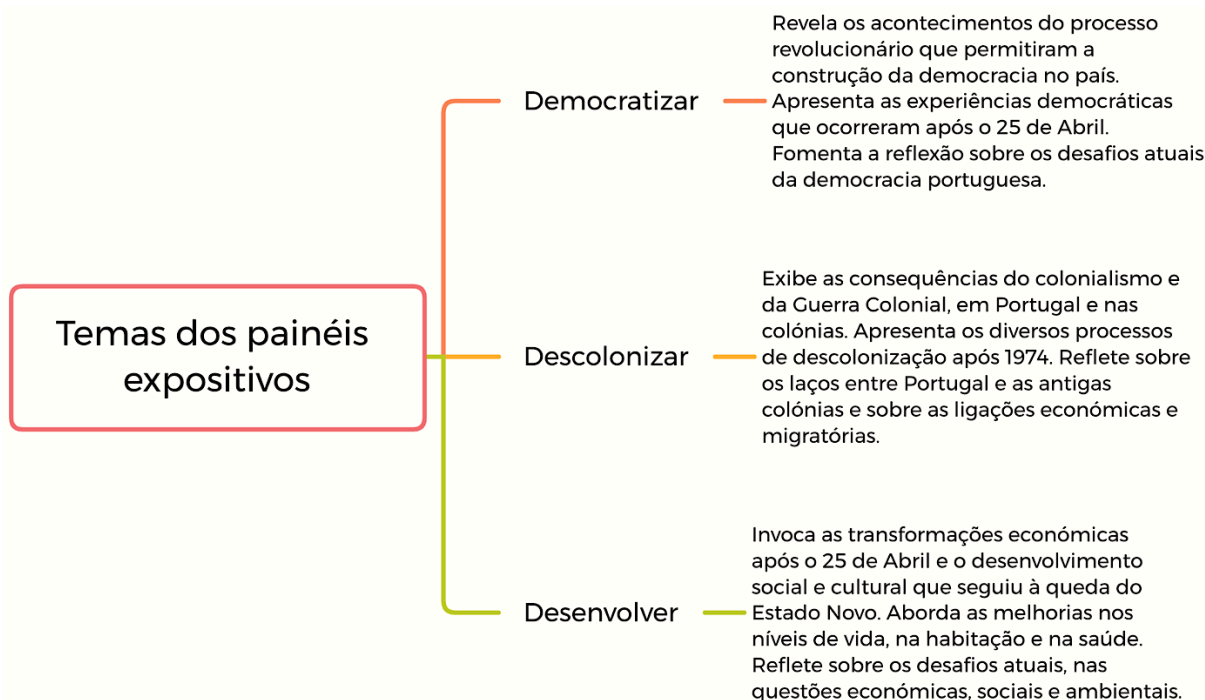 Temas dos painéis
expositivos
Democratizar
Revela os acontecimentos do processo
revolucionário que permitiram a
construção da democracia no país.
Apresenta as experiências democráticas
que ocorreram após o 25 de Abril.
Fomenta a reflexão sobre os desafios atuais
da democracia portuguesa.
Descolonizar
Exibe as consequências do colonialismo e
da Guerra Colonial, em Portugal e nas
colónias. Apresenta os diversos processos
de descolonização após 1974. Reflete sobre
os laços entre Portugal e as antigas
colónias e sobre as ligações económicas e
migratórias.
Desenvolver
Invoca as transformações económicas
após o 25 de Abril e o desenvolvimento
social e cultural que seguiu à queda do
Estado Novo. Aborda as melhorias nos
níveis de vida, na habitação e na saúde.
Reflete sobre os desafios atuais, nas
questões económicas, sociais e ambientais.